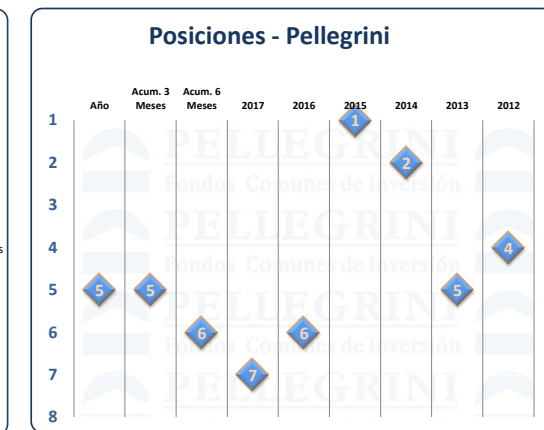 Posiciones - Pellegrini
Año Acum. 3 Meses Acum. 6 Meses 2017 2016 2015 2014 2013 2012
1 1
2 2
3
4 4
5 5 5 5
6 6 6
7 7
8
PELLEGRINI
Fondos Comunes de Inversión
PELLEGRINI
Fondos Comunes de Inversión
PELLEGRINI
Fondos Comunes de Inversión
PELLEGRINI
s